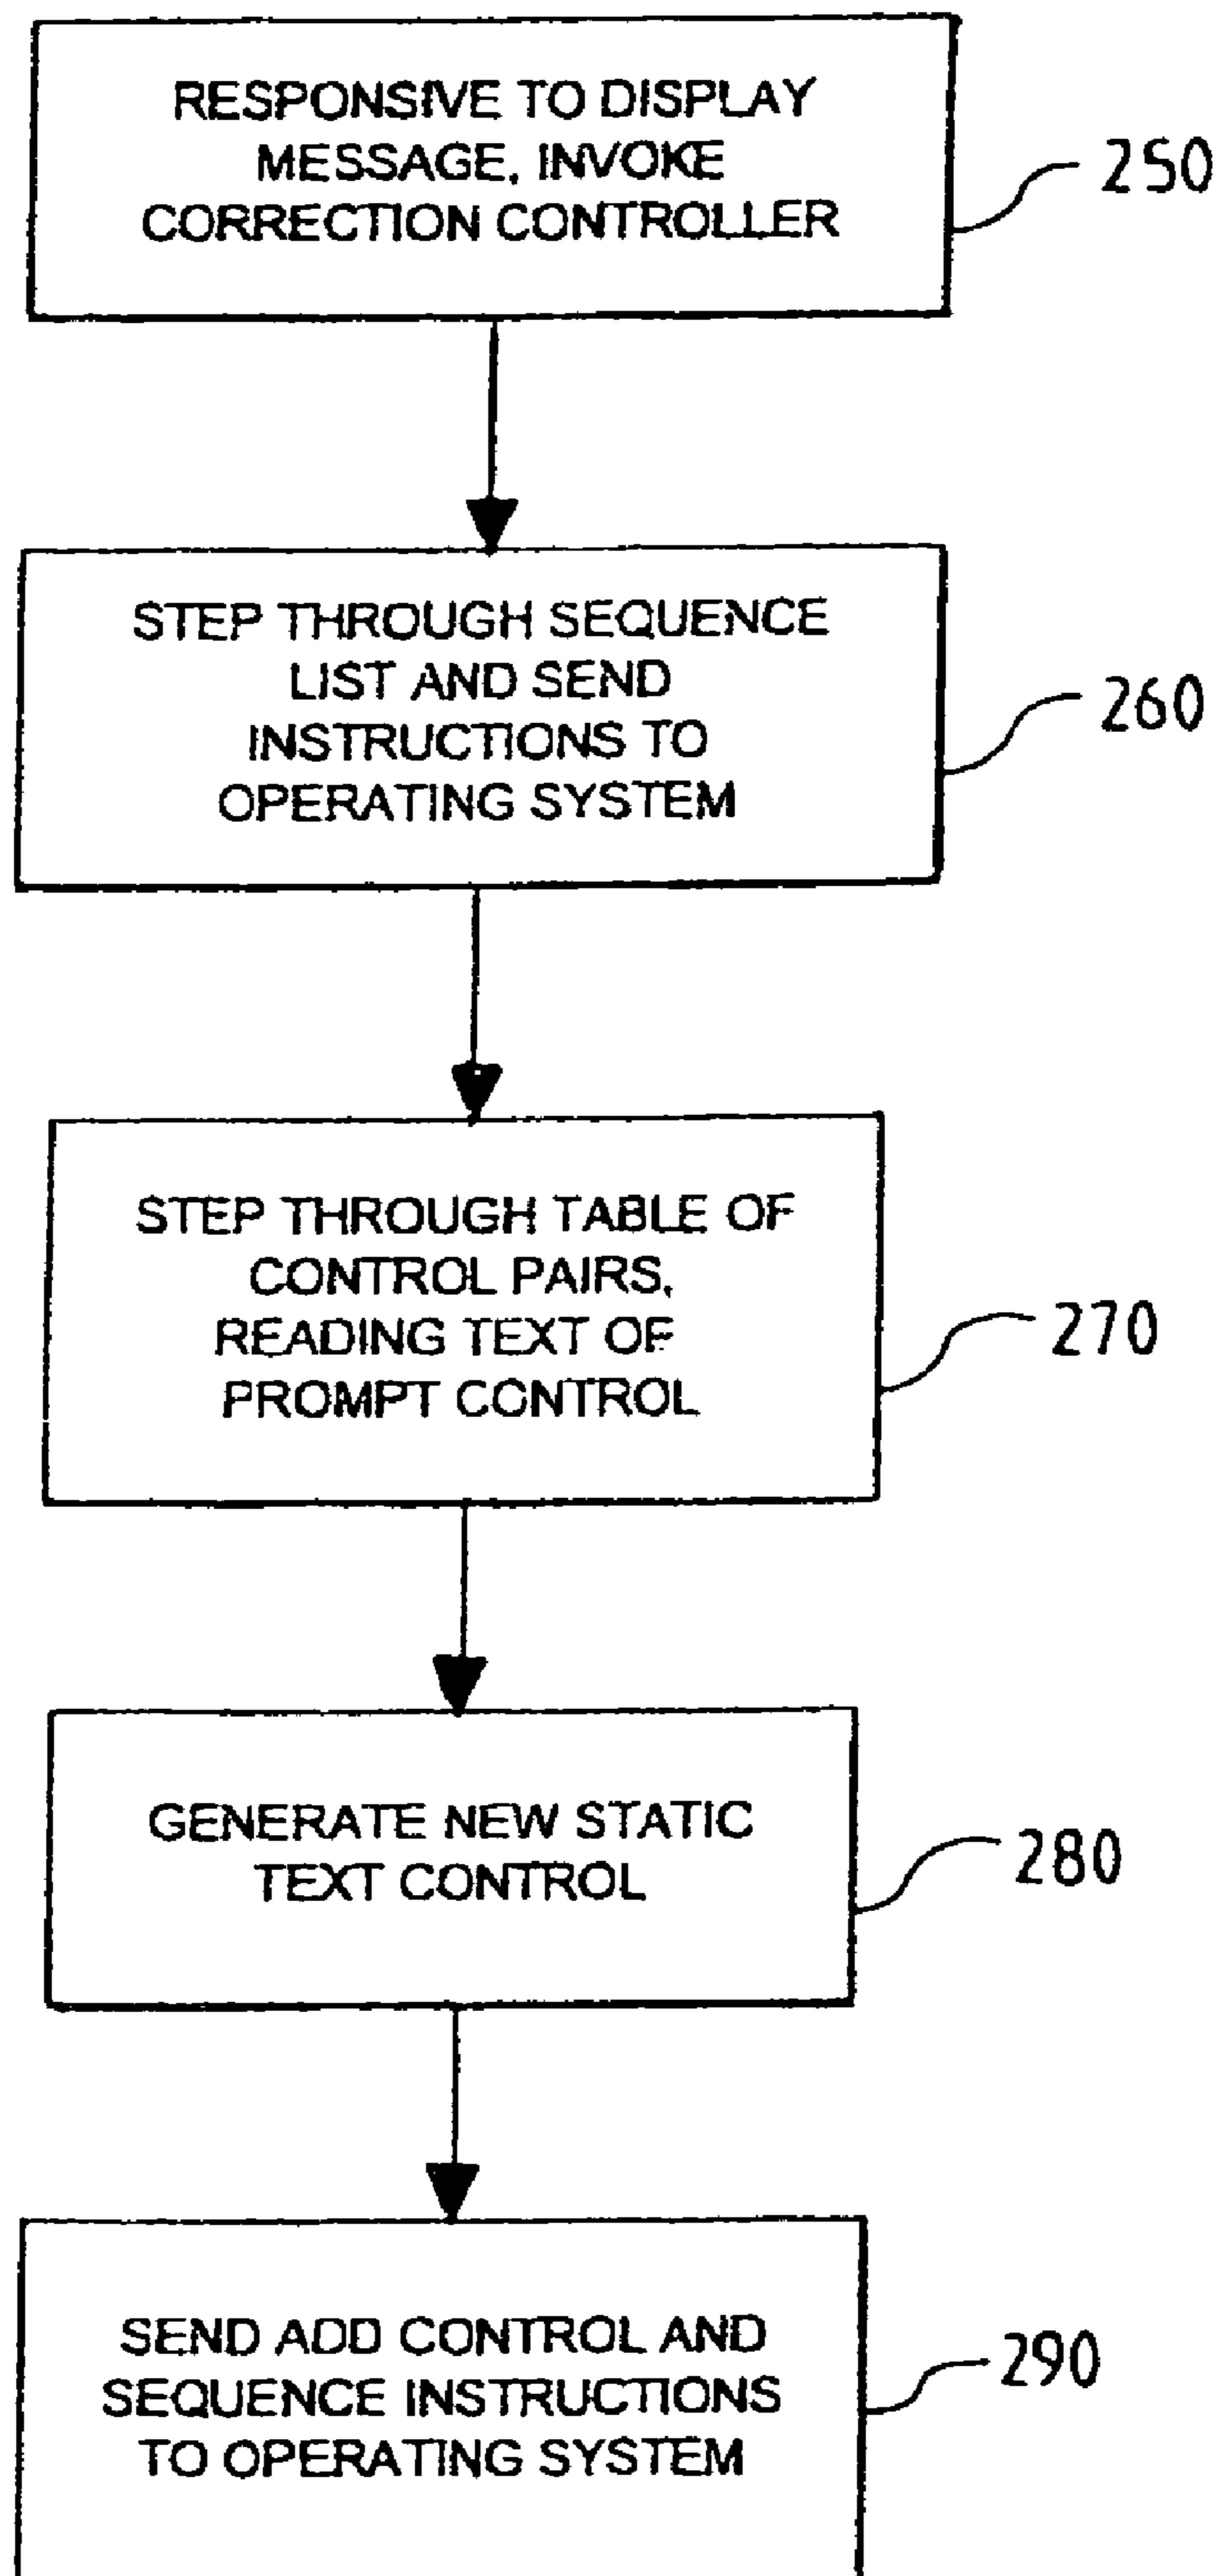 RESPONSIVE TO DISPLAY
MESSAGE, INVOKE
CORRECTION CONTROLLER
250
STEP THROUGH SEQUENCE
LIST AND SEND
INSTRUCTIONS TO
OPERATING SYSTEM
260
STEP THROUGH TABLE OF
CONTROL PAIRS,
READING TEXT OF
PROMPT CONTROL
270
GENERATE NEW STATIC
TEXT CONTROL
280
SEND ADD CONTROL AND
SEQUENCE INSTRUCTIONS
TO OPERATING SYSTEM
290